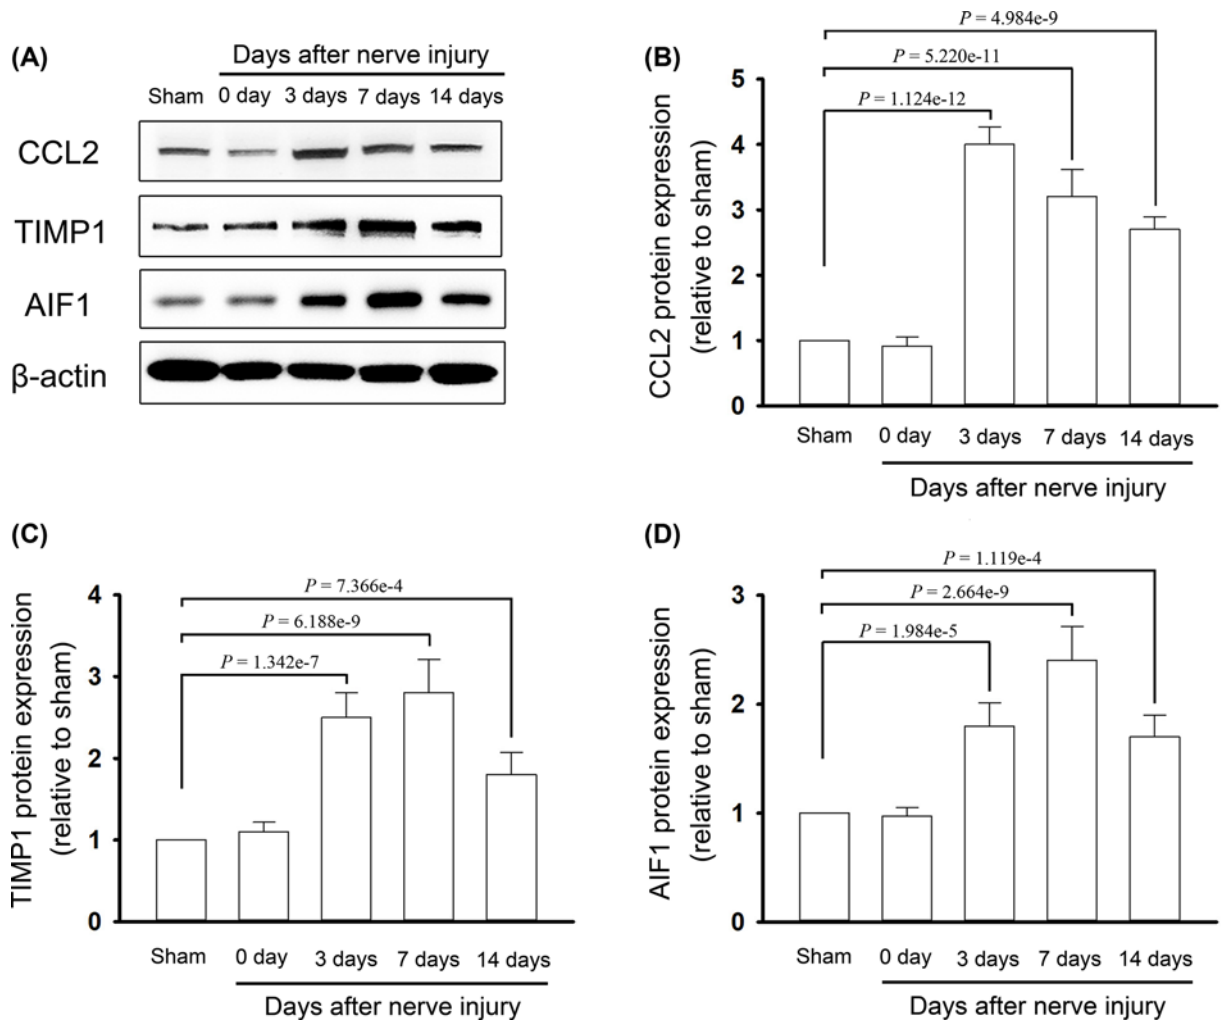 (A)
Days after nerve injury
Sham 0 day 3 days 7 days 14 days
CCL2
TIMP1
AIF1
β-actin
(B)
P = 4.984e-9
P = 5.220e-11
P = 1.124e-12
CCL2 protein expression
(relative to sham)
5
4
3
2
1
0
Sham 0 day 3 days 7 days 14 days
Days after nerve injury
(C)
P = 7.366e-4
P = 6.188e-9
P = 1.342e-7
TIMP1 protein expression
(relative to sham)
4
3
2
1
0
Sham 0 day 3 days 7 days 14 days
Days after nerve injury
(D)
P = 1.119e-4
P = 2.664e-9
P = 1.984e-5
AIF1 protein expression
(relative to sham)
3
2
1
0
Sham 0 day 3 days 7 days 14 days
Days after nerve injury